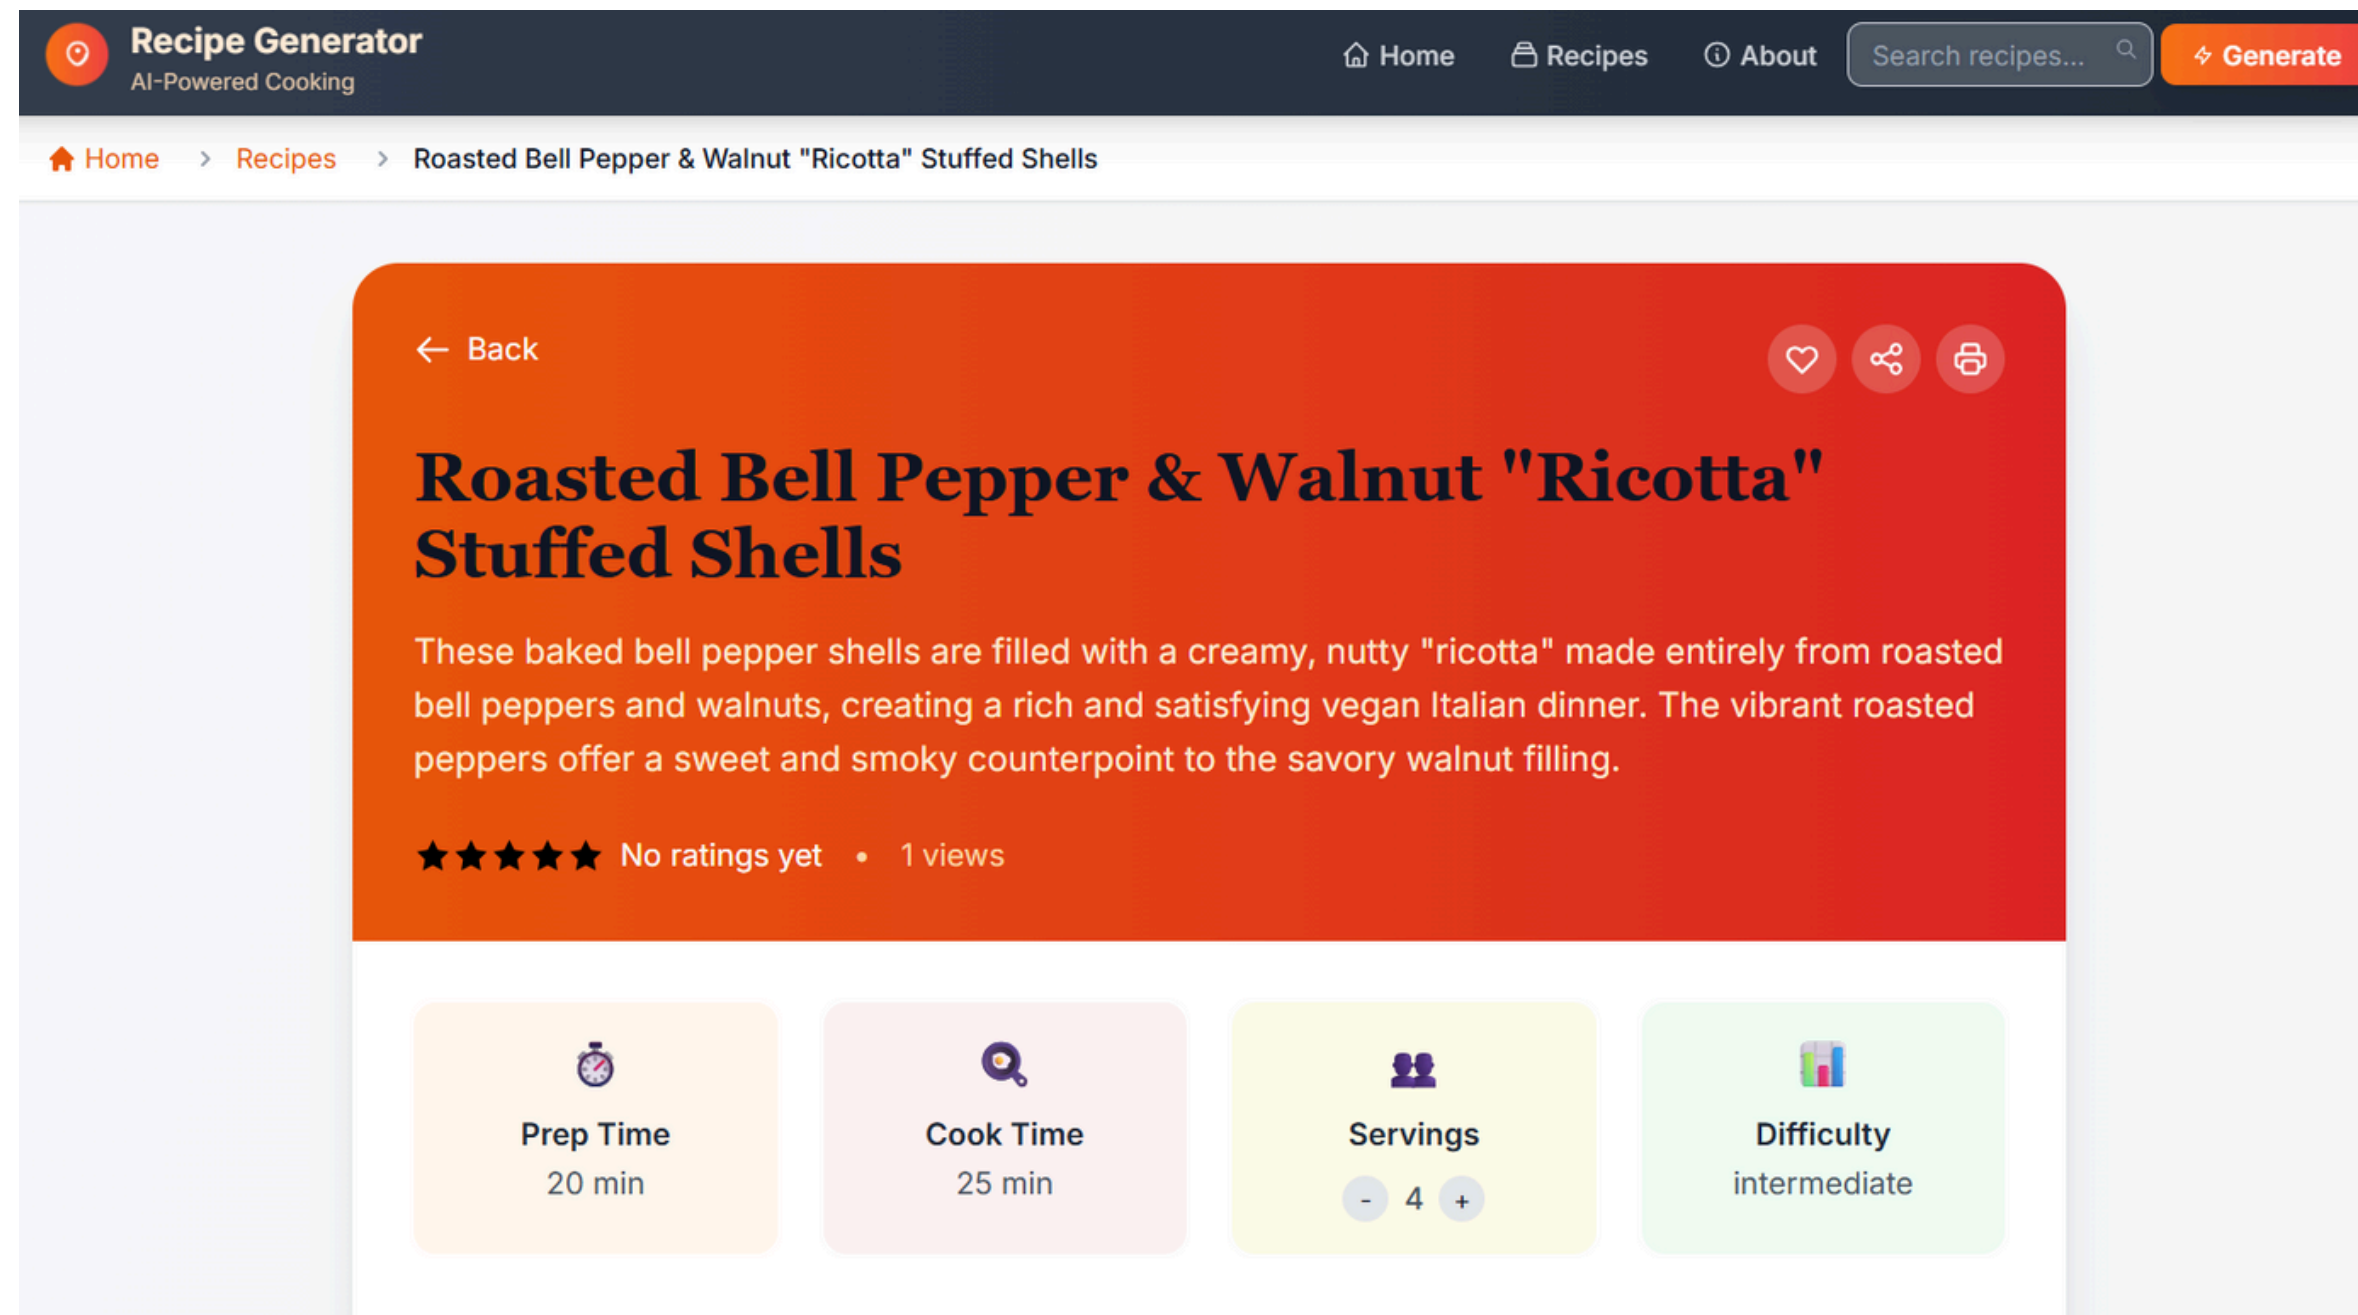 Recipe Generator
AI-Powered Cooking
Home
Recipes
About
Search recipes...
Generate
Home > Recipes > Roasted Bell Pepper & Walnut "Ricotta" Stuffed Shells
Back
Roasted Bell Pepper & Walnut "Ricotta"
Stuffed Shells
These baked bell pepper shells are filled with a creamy, nutty "ricotta" made entirely from roasted
bell peppers and walnuts, creating a rich and satisfying vegan Italian dinner. The vibrant roasted
peppers offer a sweet and smoky counterpoint to the savory walnut filling.
No ratings yet • 1 views
Prep Time
20 min
Cook Time
25 min
Servings
- 4 +
Difficulty
intermediate